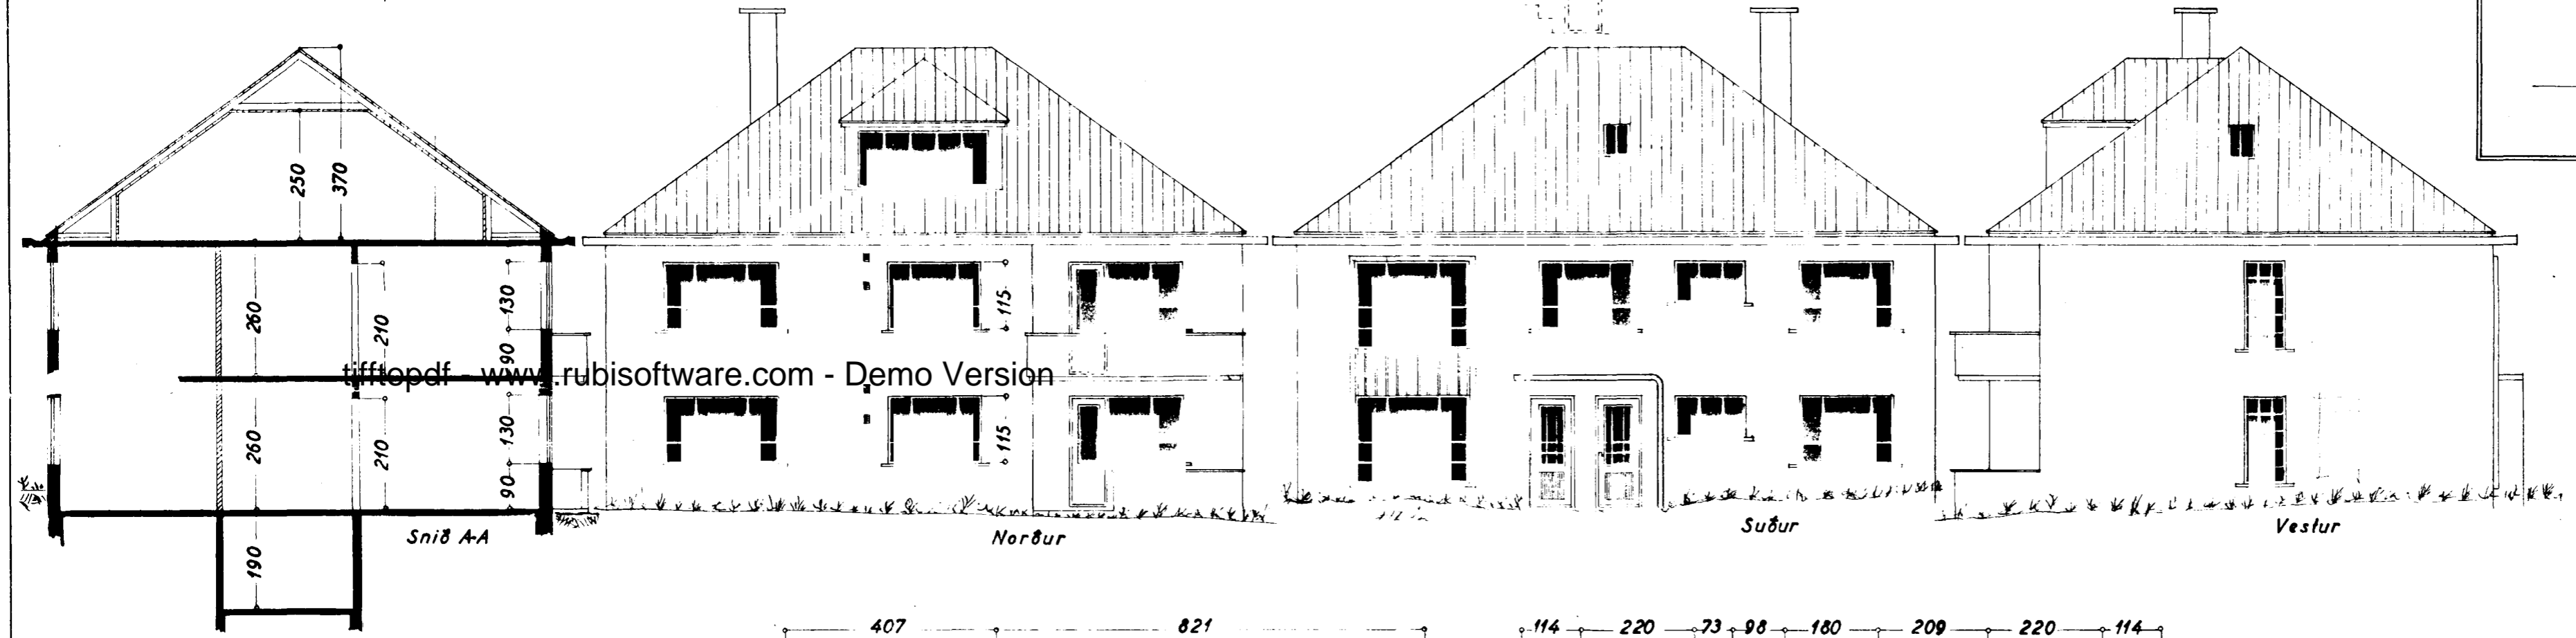 250
370
260
210
130
115
90
tifftopdf - www.rubisoftware.com - Demo Version
260
210
130
115
90
Snið A-A
Norður
Suður
Vestur
190
407 821 114 220 73 98 180 209 220 114